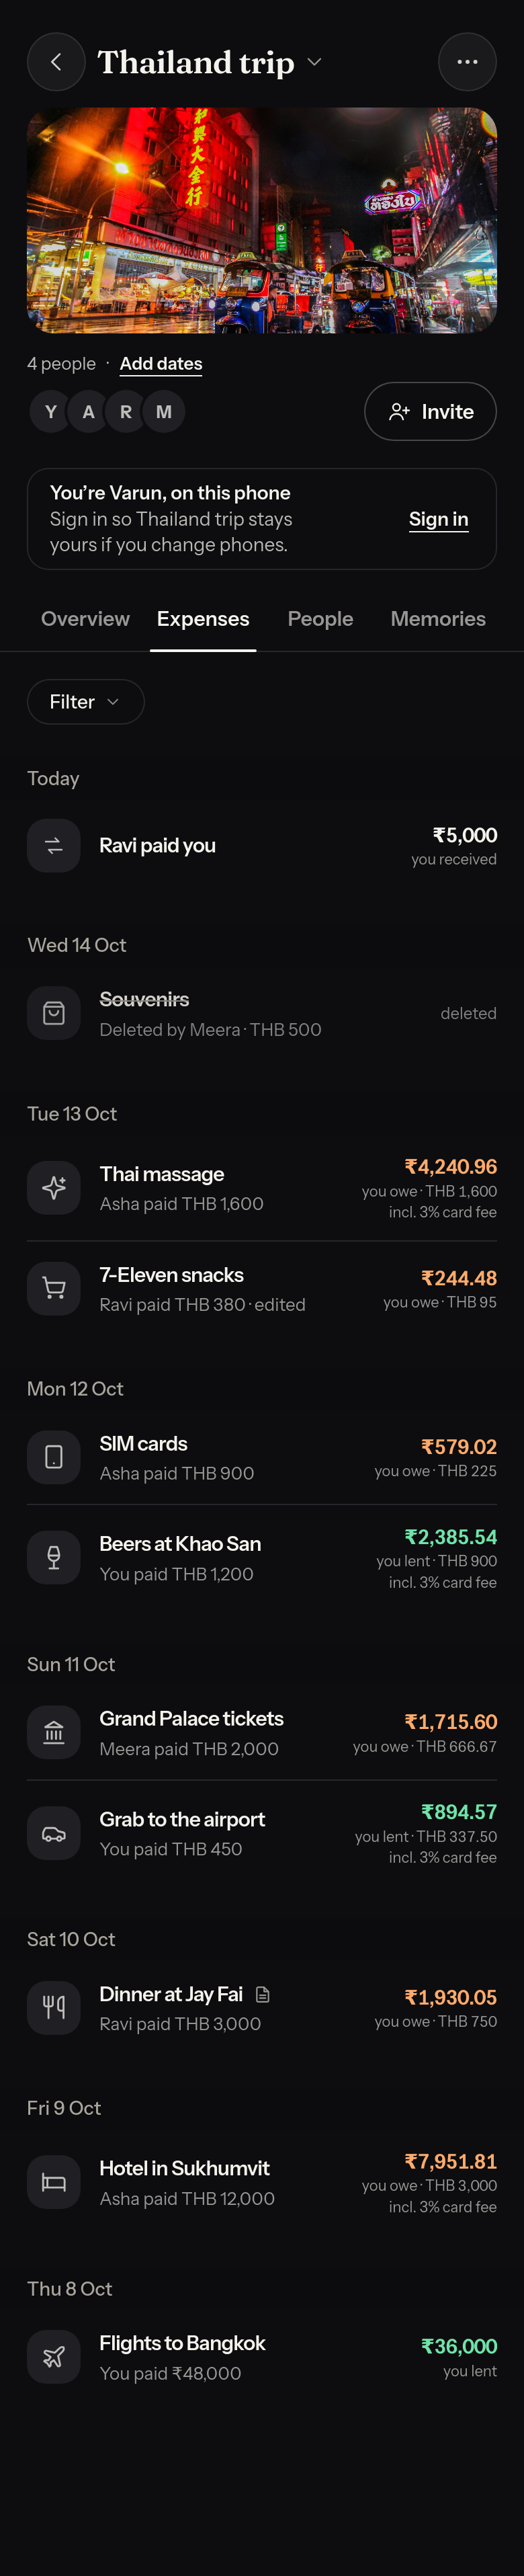 Thailand trip
和興大金行
ท้องใบ
4 people · Add dates
Y A R M
Invite
You’re Varun, on this phone
Sign in so Thailand trip stays
yours if you change phones.
Sign in
Overview Expenses People Memories
Filter
Today
Ravi paid you
₹5,000
you received
Wed 14 Oct
Souvenirs
Deleted by Meera · THB 500
deleted
Tue 13 Oct
Thai massage
Asha paid THB 1,600
₹4,240.96
you owe · THB 1,600
incl. 3% card fee
7-Eleven snacks
Ravi paid THB 380 · edited
₹244.48
you owe · THB 95
Mon 12 Oct
SIM cards
Asha paid THB 900
₹579.02
you owe · THB 225
Beers at Khao San
You paid THB 1,200
₹2,385.54
you lent · THB 900
incl. 3% card fee
Sun 11 Oct
Grand Palace tickets
Meera paid THB 2,000
₹1,715.60
you owe · THB 666.67
Grab to the airport
You paid THB 450
₹894.57
you lent · THB 337.50
incl. 3% card fee
Sat 10 Oct
Dinner at Jay Fai
Ravi paid THB 3,000
₹1,930.05
you owe · THB 750
Fri 9 Oct
Hotel in Sukhumvit
Asha paid THB 12,000
₹7,951.81
you owe · THB 3,000
incl. 3% card fee
Thu 8 Oct
Flights to Bangkok
You paid ₹48,000
₹36,000
you lent